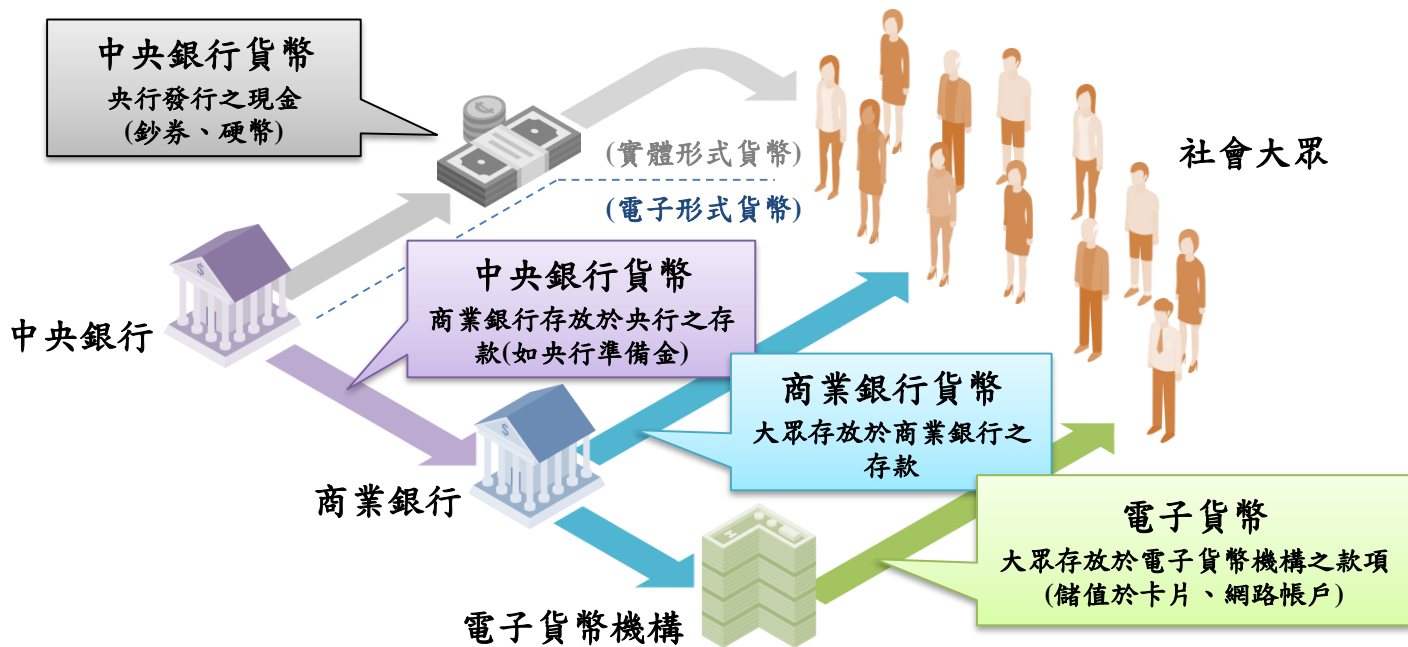 中央銀行貨幣
央行發行之現金
(鈔券、硬幣)
(實體形式貨幣)
社會大眾
(電子形式貨幣)
中央銀行貨幣
商業銀行存放於央行之存
款(如央行準備金)
中央銀行
商業銀行貨幣
大眾存放於商業銀行之
存款
商業銀行
電子貨幣
大眾存放於電子貨幣機構之款項
(儲值於卡片、網路帳戶)
電子貨幣機構